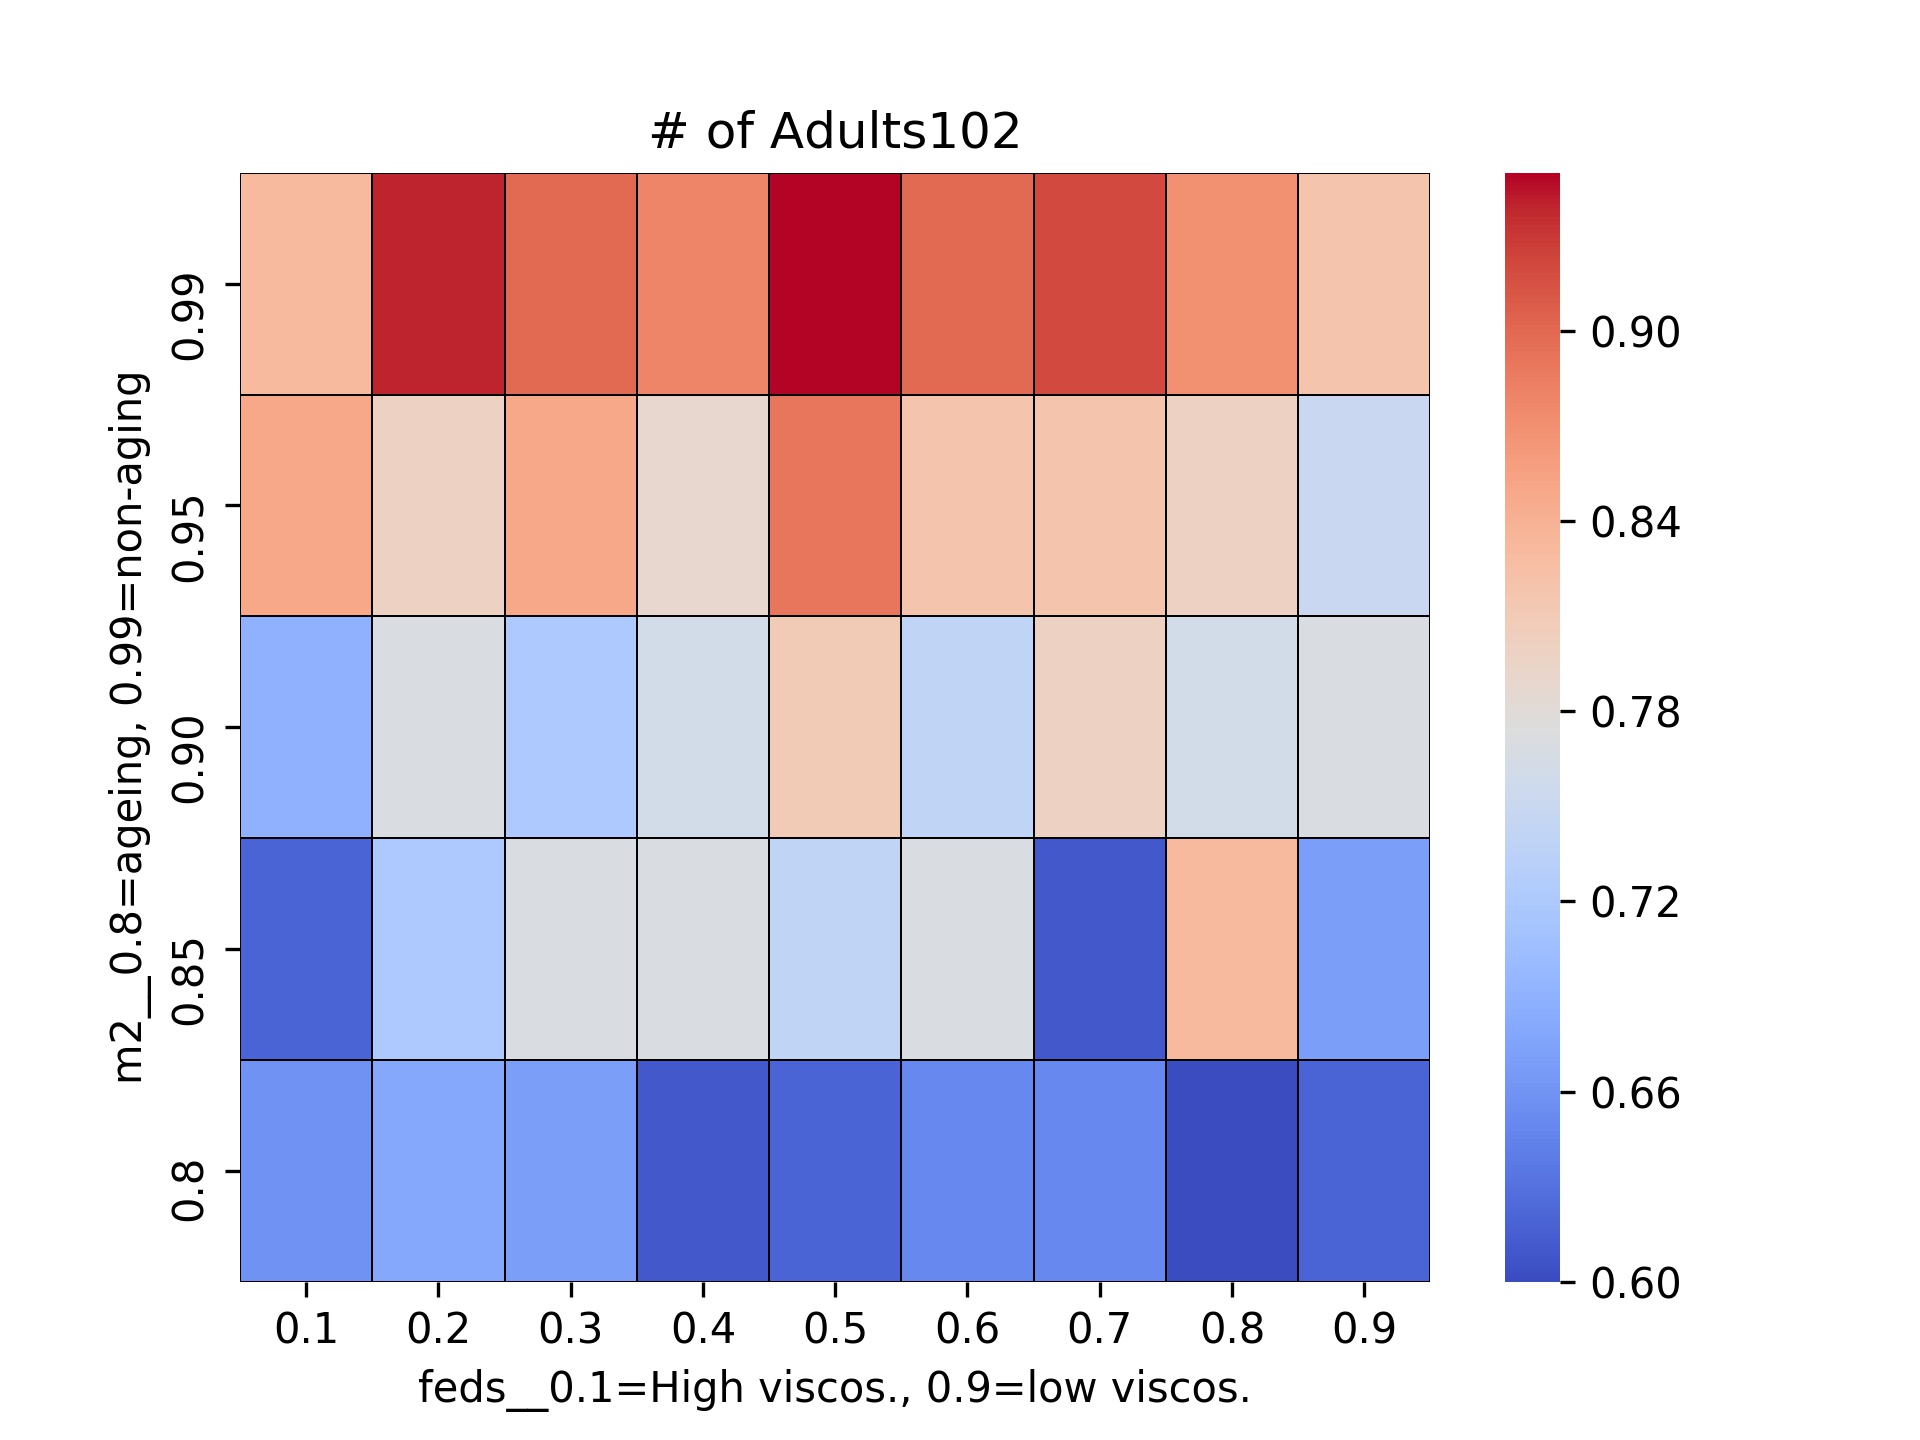 # of Adults102
m2__0.8=ageing, 0.99=non-aging
0.99
0.95
0.90
0.85
0.8
0.1 0.2 0.3 0.4 0.5 0.6 0.7 0.8 0.9
feds__0.1=High viscos., 0.9=low viscos.
0.90
0.84
0.78
0.72
0.66
0.60